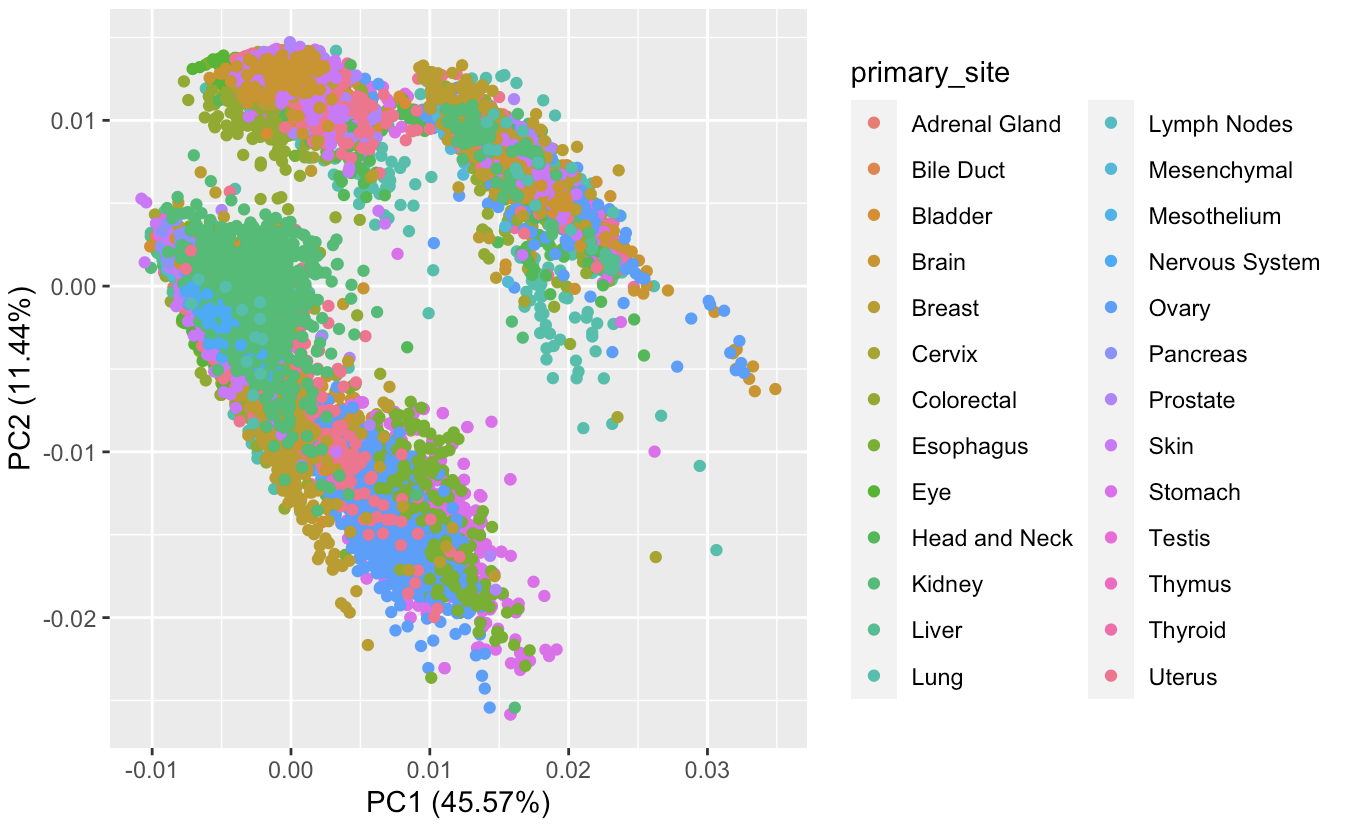 0.01
0.00
-0.01
-0.02
PC2 (11.44%)
-0.01
0.00
0.01
0.02
0.03
PC1 (45.57%)
primary_site
Adrenal Gland
Bile Duct
Bladder
Brain
Breast
Cervix
Colorectal
Esophagus
Eye
Head and Neck
Kidney
Liver
Lung
Lymph Nodes
Mesenchymal
Mesothelium
Nervous System
Ovary
Pancreas
Prostate
Skin
Stomach
Testis
Thymus
Thyroid
Uterus